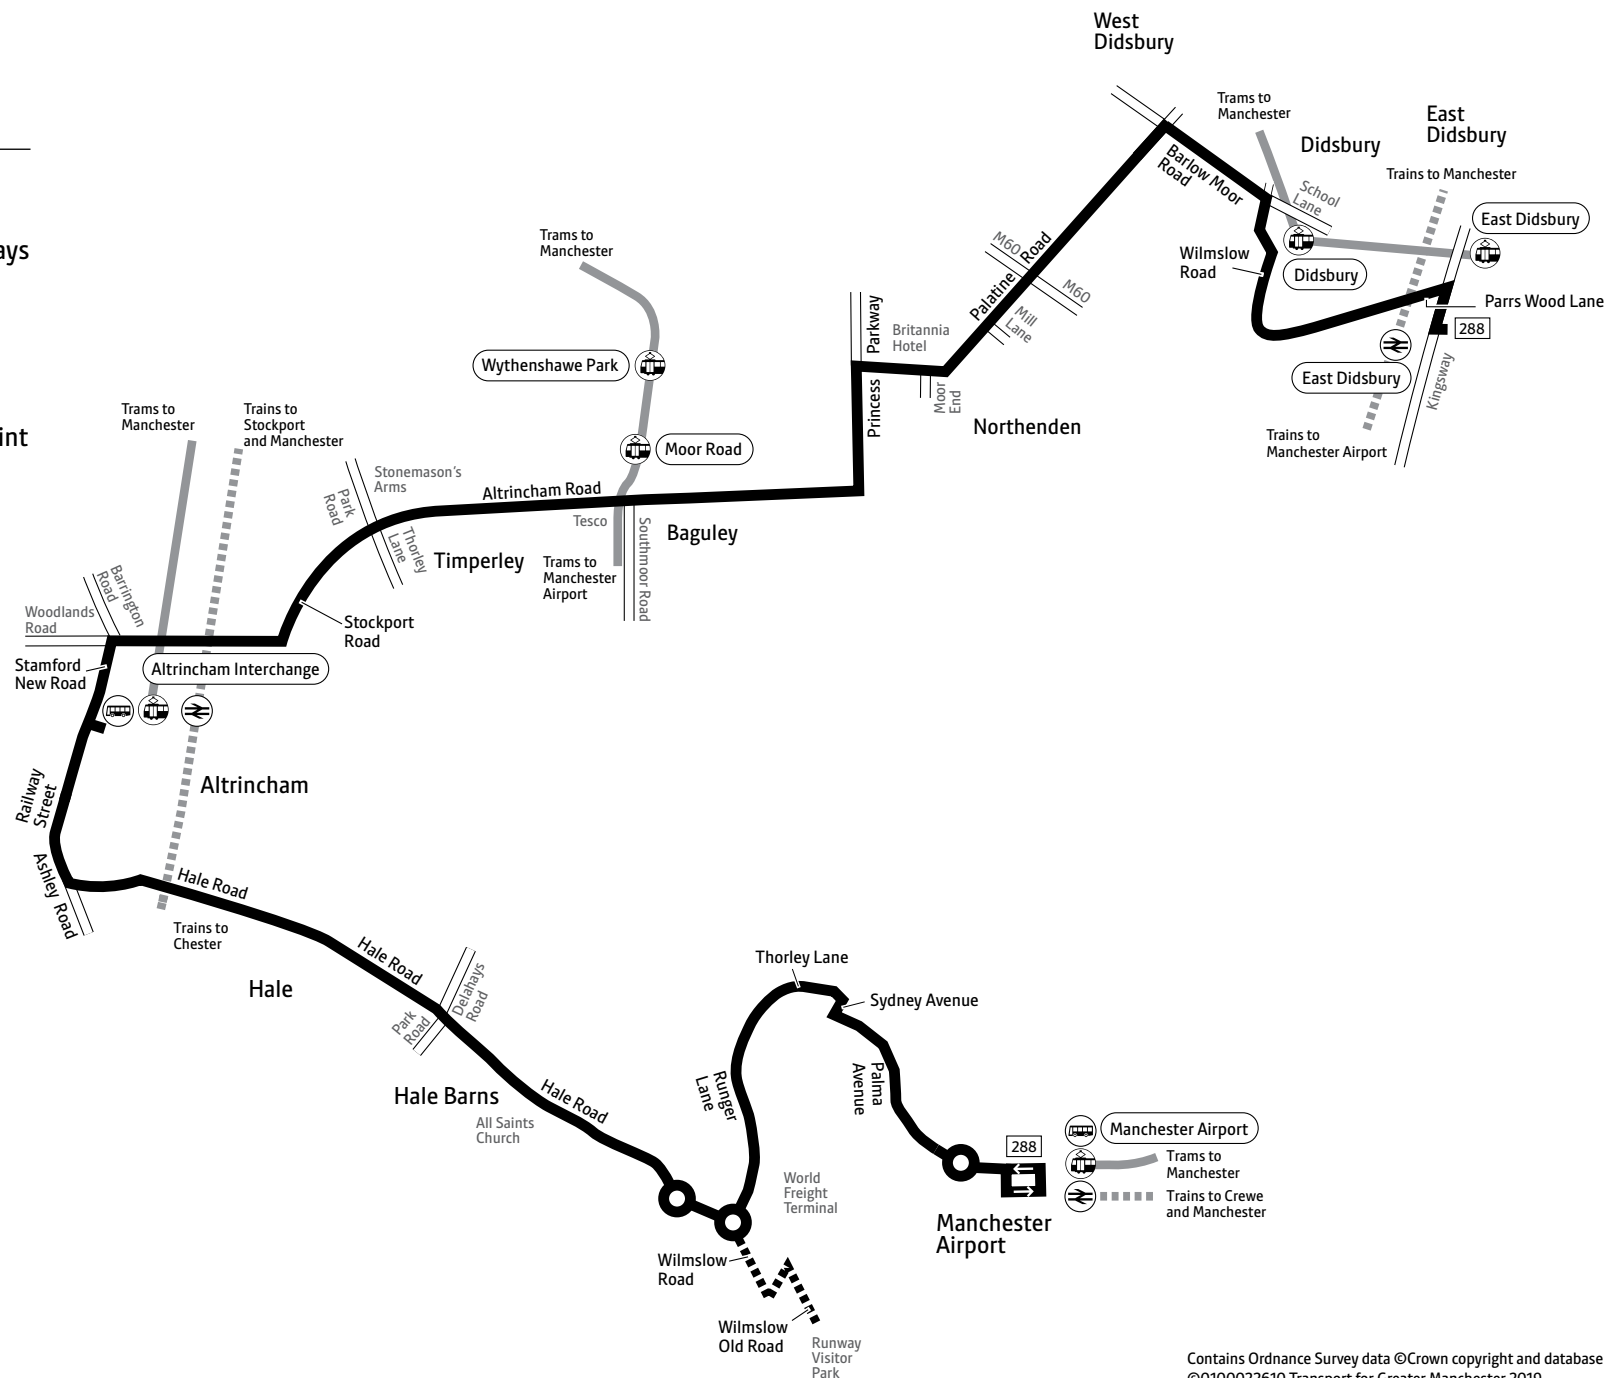 West
Didsbury
Trams to
Manchester
East
Didsbury
Didsbury
Trains to Manchester
Barlow Moor
Road
School
Lane
East Didsbury
ays
Trams to
Manchester
M60
Road
Wilmslow
Road
Didsbury
Palatine
M60
Parrs Wood Lane
288
Parkway
Britannia
Hotel
Mill
Lane
Wythenshawe Park
East Didsbury
Kingsway
Princess
Moor
End
Northenden
Trains to
Manchester Airport
int
Trams to
Manchester
Trains to
Stockport
and Manchester
Moor Road
Stonemason's
Arms
Park
Road
Altrincham Road
Tesco
Southmoor Road
Baguley
Thorley
Lane
Timperley
Trams to
Manchester
Airport
Barrington
Road
Woodlands
Road
Stockport
Road
Stamford
New Road
Altrincham Interchange
Altrincham
Railway
Street
Ashley Road
Hale Road
Trains to
Chester
Hale Road
Delahays
Road
Park
Road
Hale
Thorley Lane
Sydney Avenue
Runger
Lane
Palma
Avenue
Hale Barns
Hale Road
All Saints
Church
288
Manchester Airport
Trams to
Manchester
Trains to Crewe
and Manchester
World
Freight
Terminal
Manchester
Airport
Wilmslow
Road
Wilmslow
Old Road
Runway
Visitor
Park
Contains Ordnance Survey data ©Crown copyright and database
©0100022610 Transport for Greater Manchester 2019